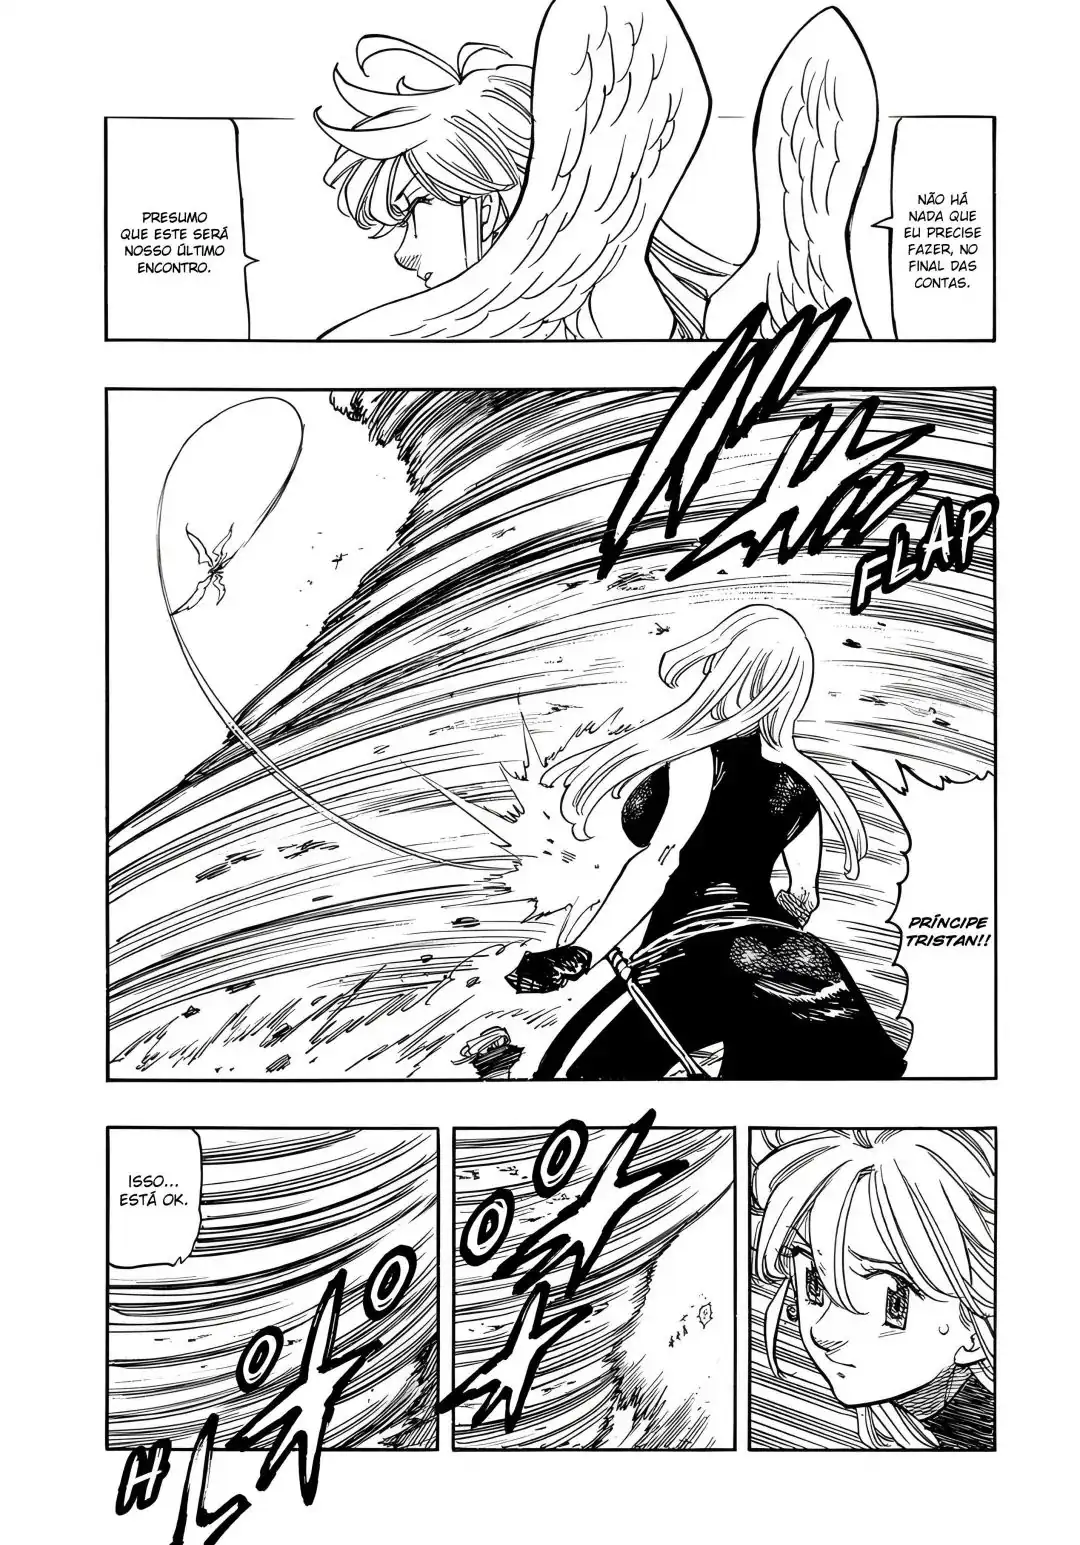 NÃO HÁ
NADA QUE
EU PRECISE
FAZER, NO
FINAL DAS
CONTAS.
PRESUMO
QUE ESTE SERÁ
NOSSO ÚLTIMO
ENCONTRO.
FLAP
PRÍNCIPE
TRISTAN!!
ISSO...
ESTÁ OK.